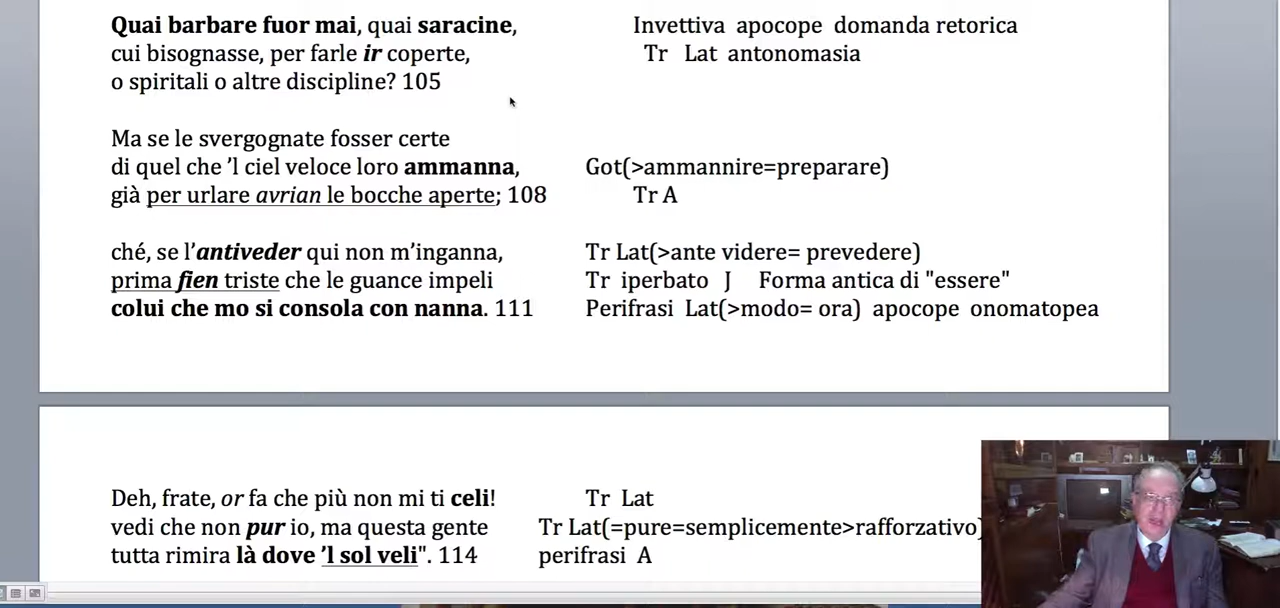 Quai barbare fuor mai, quai saracine, Invettiva apocope domanda retorica
cui bisognasse, per farle ir coperte, Tr Lat antonomasia
o spiritali o altre discipline? 105
Ma se le svergognate fosser certe
di quel che 'l ciel veloce loro ammanna, Got(>ammannire=preparare)
già per urlare avrian le bocche aperte; 108 Tr A
ché, se l'antiveder qui non m'inganna, Tr Lat(>ante videre= prevedere)
prima fien triste che le guance impeli Tr iperbato J Forma antica di "essere"
colui che mo si consola con nanna. 111 Perifrasi Lat(>modo= ora) apocope onomatopea
Deh, frate, or fa che più non mi ti celi! Tr Lat
vedi che non pur io, ma questa gente Tr Lat(=pure=semplicemente>rafforzativo)
tutta rimira là dove 'l sol veli". 114 perifrasi A